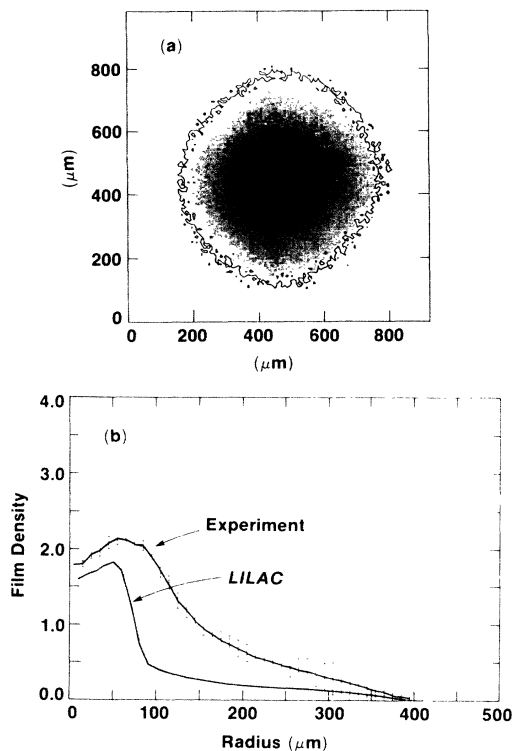 (a)
800
600
400
200
0
(μm)
0 200 400 600 800
(μm)
4.0
(b)
3.0
Experiment
2.0
LILAC
1.0
0.0
Film Density
0 100 200 300 400 500
Radius (μm)